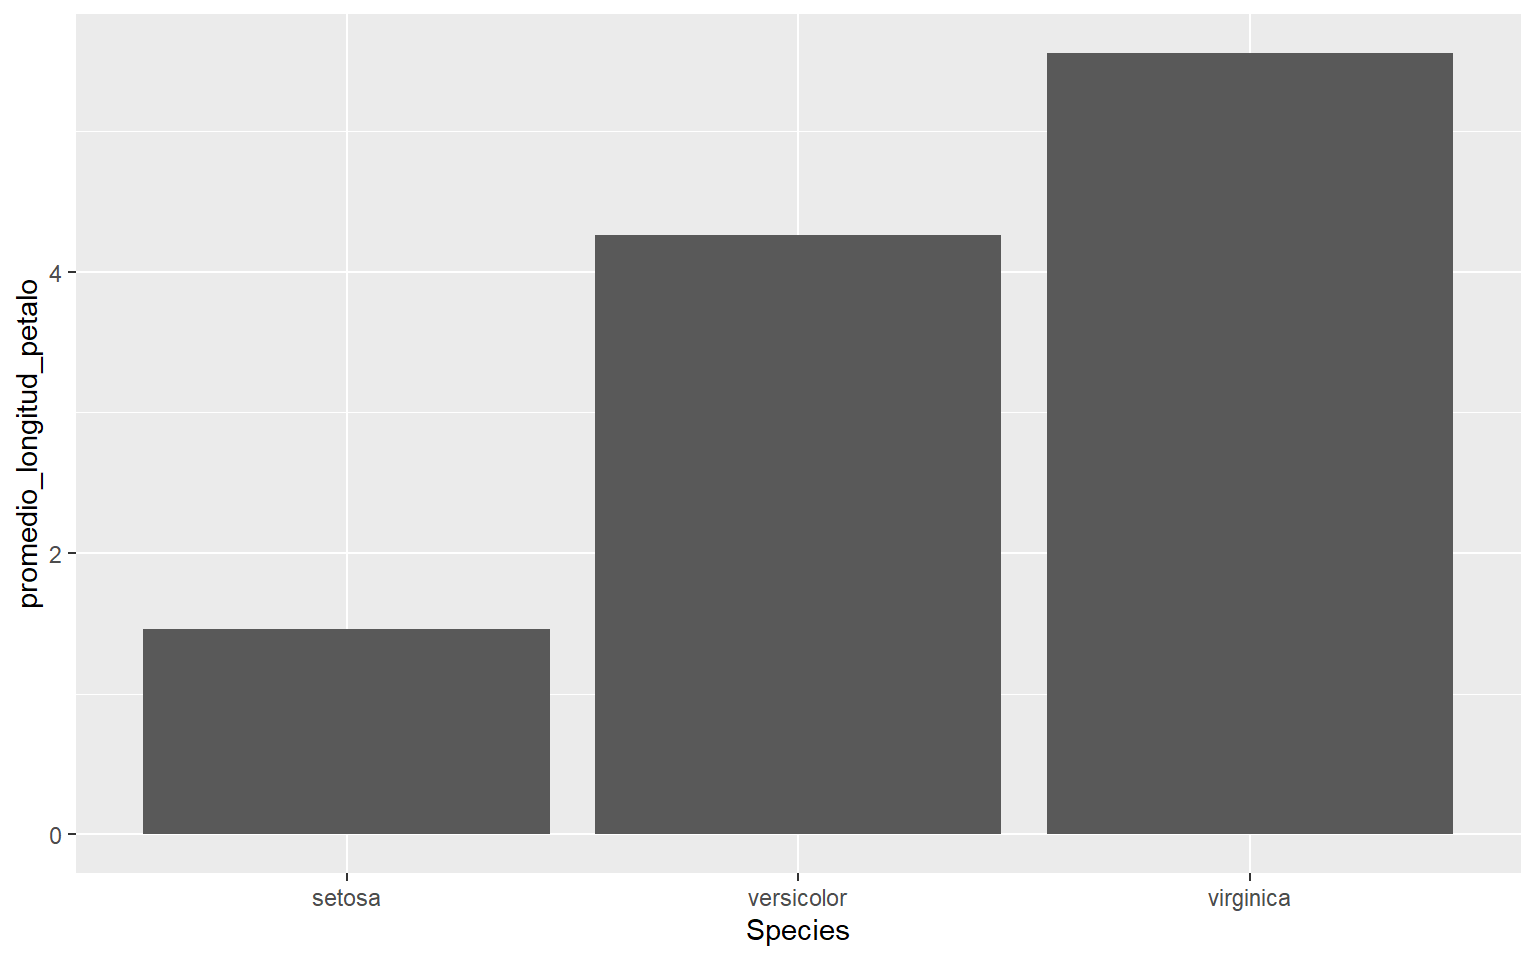 promedio_longitud_petalo
4
2
0
setosa versicolor virginica
Species